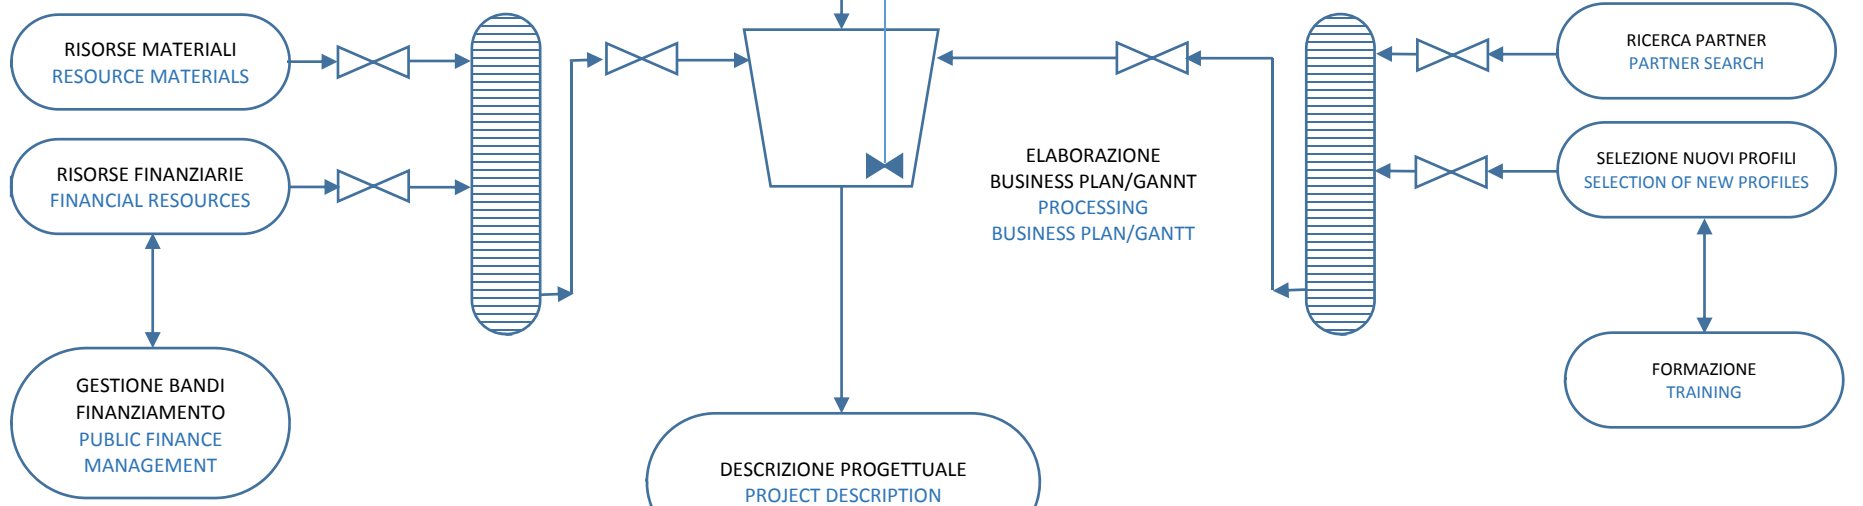 RISORSE MATERIALI
RESOURCE MATERIALS
RISORSE FINANZIARIE
FINANCIAL RESOURCES
GESTIONE BANDI
FINANZIAMENTO
PUBLIC FINANCE
MANAGEMENT
ELABORAZIONE
BUSINESS PLAN/GANNT
PROCESSING
BUSINESS PLAN/GANTT
DESCRIZIONE PROGETTUALE
PROJECT DESCRIPTION
RICERCA PARTNER
PARTNER SEARCH
SELEZIONE NUOVI PROFILI
SELECTION OF NEW PROFILES
FORMAZIONE
TRAINING